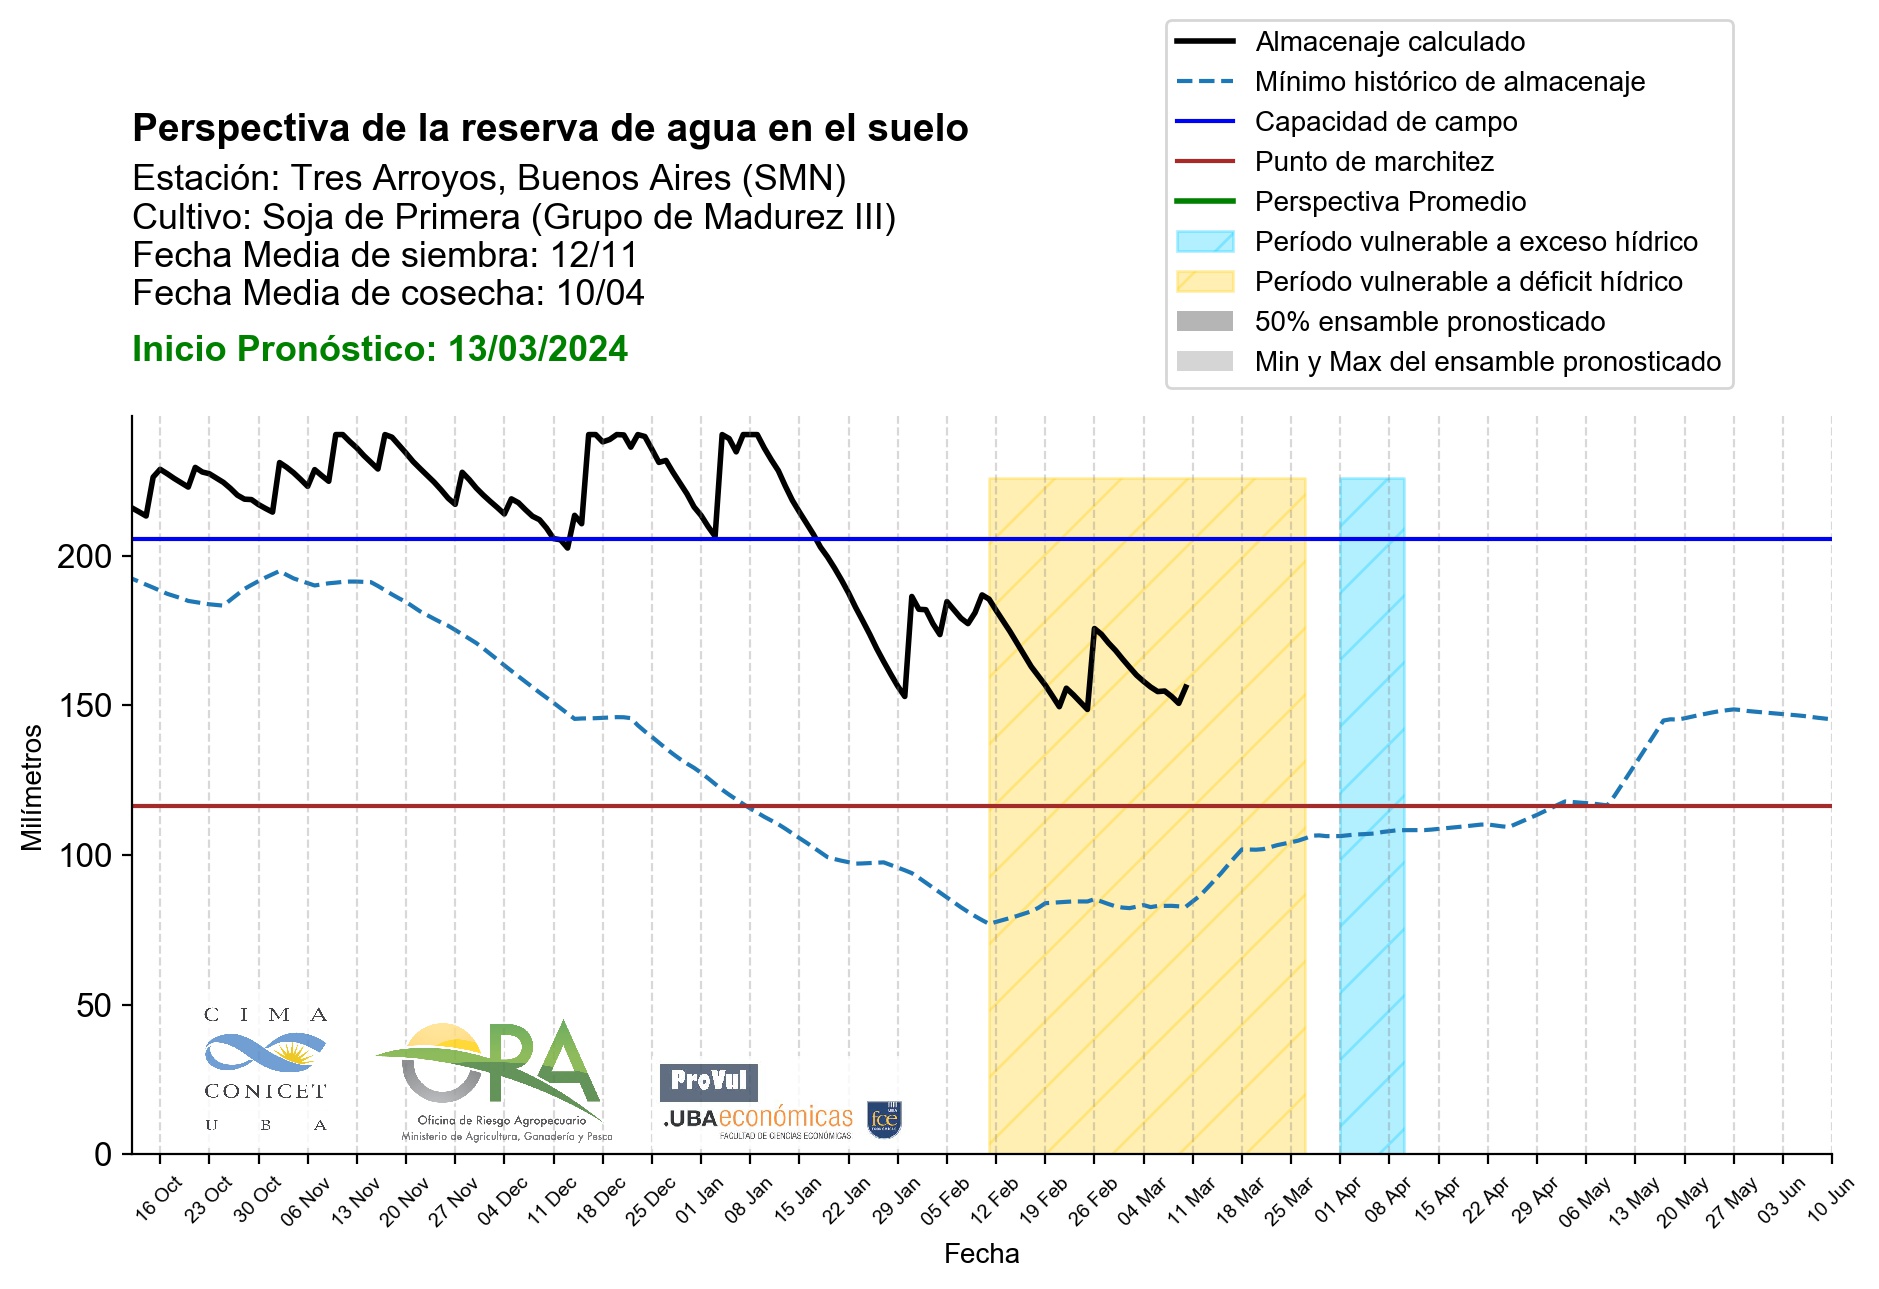 Almacenaje calculado
Mínimo histórico de almacenaje
Capacidad de campo
Punto de marchitez
Perspectiva Promedio
Período vulnerable a exceso hídrico
Período vulnerable a déficit hídrico
50% ensamble pronosticado
Min y Max del ensamble pronosticado
Perspectiva de la reserva de agua en el suelo
Estación: Tres Arroyos, Buenos Aires (SMN)
Cultivo: Soja de Primera (Grupo de Madurez III)
Fecha Media de siembra: 12/11
Fecha Media de cosecha: 10/04
Inicio Pronóstico: 13/03/2024
Milímetros
200
150
100
50
0
CIMA
CONICET
UBA
ORA
Oficina de Riesgo Agropecuario
Ministerio de Agricultura, Ganadería y Pesca
ProVul
.UBAeconómicas
FACULTAD DE CIENCIAS ECONÓMICAS
fce
16 Oct
23 Oct
30 Oct
06 Nov
13 Nov
20 Nov
27 Nov
04 Dec
11 Dec
18 Dec
25 Dec
01 Jan
08 Jan
15 Jan
22 Jan
29 Jan
05 Feb
12 Feb
19 Feb
26 Feb
04 Mar
11 Mar
18 Mar
25 Mar
01 Apr
08 Apr
15 Apr
22 Apr
29 Apr
06 May
13 May
20 May
27 May
03 Jun
10 Jun
Fecha